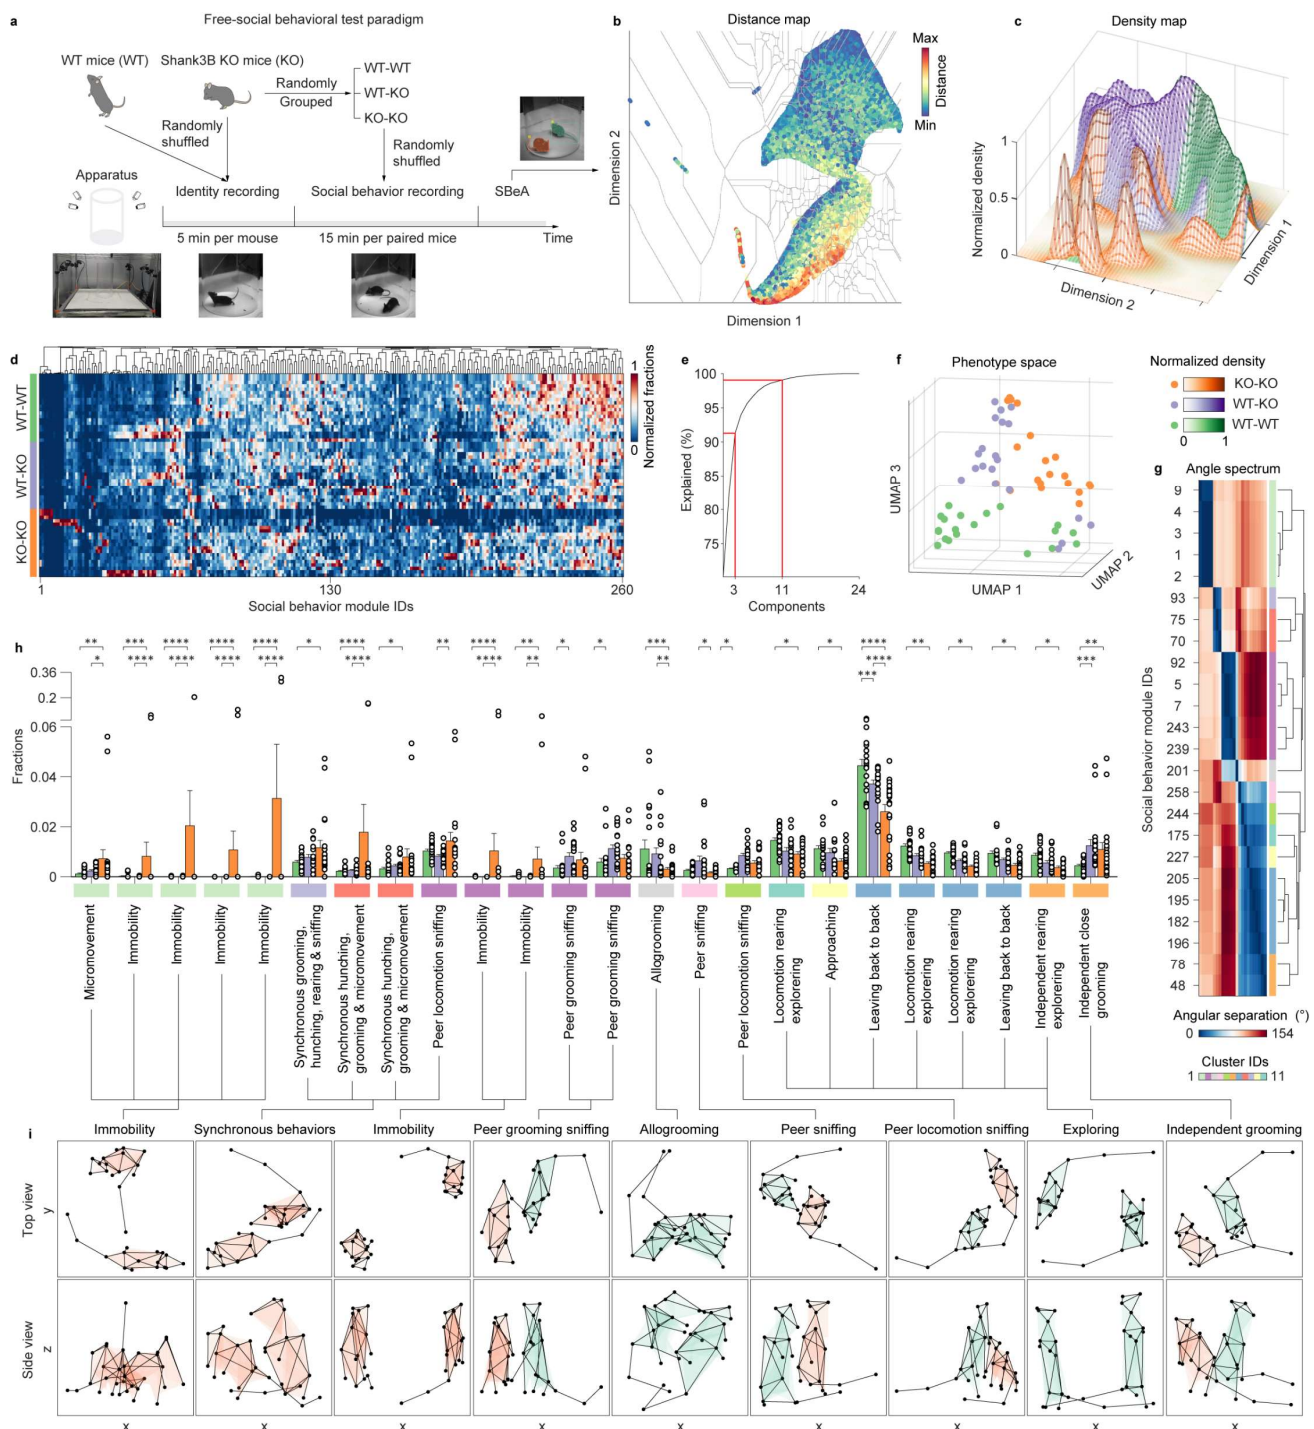 a
Free-social behavioral test paradigm
WT mice (WT)
Shank3B KO mice (KO)
Randomly
Grouped
WT-WT
WT-KO
KO-KO
Randomly
shuffled
Randomly
shuffled
Apparatus
Identity recording
Social behavior recording
SBeA
5 min per mouse
15 min per paired mice
Time
b
Distance map
Max
Distance
Min
Dimension 2
Dimension 1
c
Density map
Normalized density
1
0.5
0
Dimension 2
Dimension 1
d
WT-WT
WT-KO
KO-KO
1
Normalized fractions
0
1
130
260
Social behavior module IDs
e
Explained (%)
100
95
90
85
80
75
3
11
24
Components
f
Phenotype space
UMAP 3
UMAP 1
UMAP 2
Normalized density
KO-KO
WT-KO
WT-WT
0
1
g
Angle spectrum
Social behavior module IDs
9
4
3
1
2
93
75
70
92
5
7
243
239
201
258
244
175
227
205
195
182
196
78
48
Angular separation (°)
0
154
Cluster IDs
1
11
h
Fractions
0.36
0.2
0.06
0.04
0.02
0
** *
*** ****
**** ****
**** ****
**** ****
*
**** ****
*
**
**** ****
** **
*
*
*** **
*
*
*
*
**** **** ***
**
*
*
*
** ***
Micromovement
Immobility
Immobility
Immobility
Immobility
Synchronous grooming,
hunching, rearing & sniffing
Synchronous hunching,
grooming & micromovement
Synchronous hunching,
grooming & micromovement
Peer locomotion sniffing
Immobility
Immobility
Peer grooming sniffing
Peer grooming sniffing
Allogrooming
Peer sniffing
Peer locomotion sniffing
Locomotion rearing
explorering
Approaching
Leaving back to back
Locomotion rearing
explorering
Locomotion rearing
explorering
Leaving back to back
Independent rearing
explorering
Independent close
grooming
i
Immobility
Synchronous behaviors
Immobility
Peer grooming sniffing
Allogrooming
Peer sniffing
Peer locomotion sniffing
Exploring
Independent grooming
Top view
y
Side view
z
x
x
x
x
x
x
x
x
x